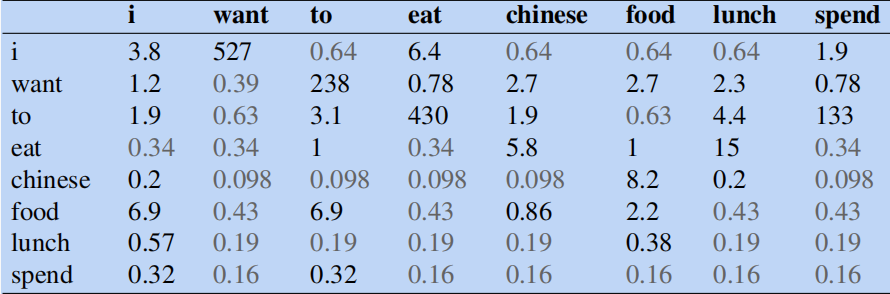 i want to eat chinese food lunch spend
i 3.8 527 0.64 6.4 0.64 0.64 0.64 1.9
want 1.2 0.39 238 0.78 2.7 2.7 2.3 0.78
to 1.9 0.63 3.1 430 1.9 0.63 4.4 133
eat 0.34 0.34 1 0.34 5.8 1 15 0.34
chinese 0.2 0.098 0.098 0.098 0.098 8.2 0.2 0.098
food 6.9 0.43 6.9 0.43 0.86 2.2 0.43 0.43
lunch 0.57 0.19 0.19 0.19 0.19 0.38 0.19 0.19
spend 0.32 0.16 0.32 0.16 0.16 0.16 0.16 0.16